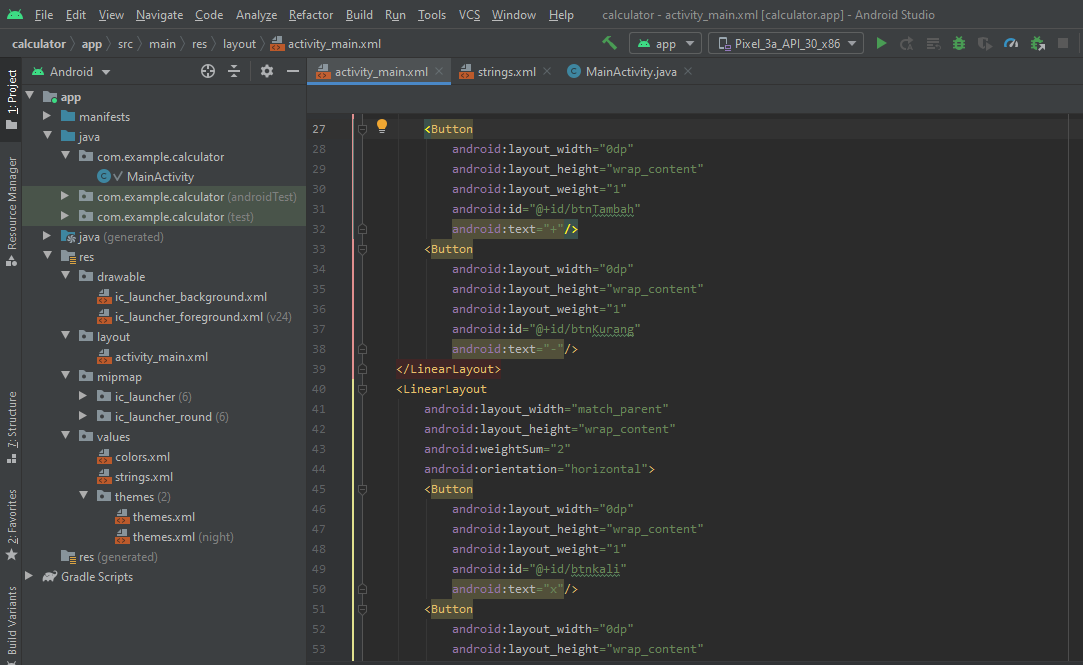 File Edit View Navigate Code Analyze Refactor Build Run Tools VCS Window Help calculator - activity_main.xml [calculator.app] - Android Studio
calculator app src main res layout activity_main.xml app Pixel_3a_API_30_x86
Android activity_main.xml strings.xml MainActivity.java
1: Project
Resource Manager
7: Structure
2: Favorites
Build Variants
app
manifests
java
com.example.calculator
MainActivity
com.example.calculator (androidTest)
com.example.calculator (test)
java (generated)
res
drawable
ic_launcher_background.xml
ic_launcher_foreground.xml (v24)
layout
activity_main.xml
mipmap
ic_launcher (6)
ic_launcher_round (6)
values
colors.xml
strings.xml
themes (2)
themes.xml
themes.xml (night)
res (generated)
Gradle Scripts
27 <Button
28 android:layout_width="0dp"
29 android:layout_height="wrap_content"
30 android:layout_weight="1"
31 android:id="@+id/btnTambah"
32 android:text="+"/>
33 <Button
34 android:layout_width="0dp"
35 android:layout_height="wrap_content"
36 android:layout_weight="1"
37 android:id="@+id/btnKurang"
38 android:text="-"/>
39 </LinearLayout>
40 <LinearLayout
41 android:layout_width="match_parent"
42 android:layout_height="wrap_content"
43 android:weightSum="2"
44 android:orientation="horizontal">
45 <Button
46 android:layout_width="0dp"
47 android:layout_height="wrap_content"
48 android:layout_weight="1"
49 android:id="@+id/btnkali"
50 android:text="x"/>
51 <Button
52 android:layout_width="0dp"
53 android:layout_height="wrap_content"